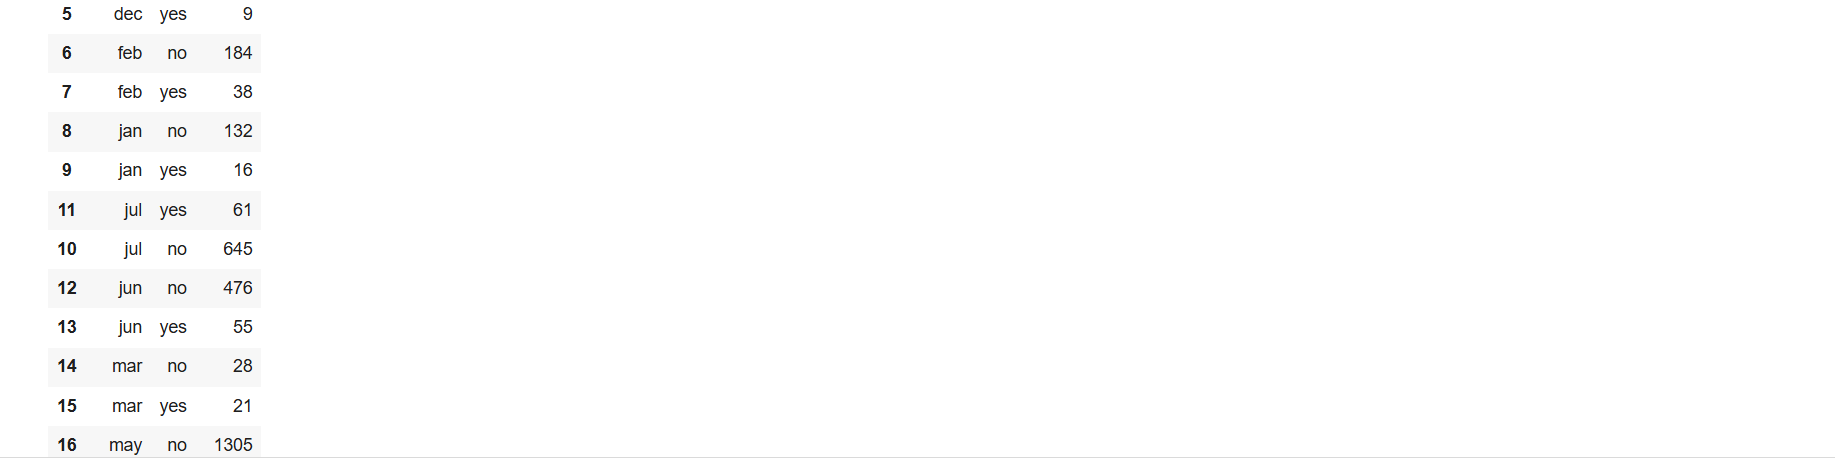 5 dec yes 9
6 feb no 184
7 feb yes 38
8 jan no 132
9 jan yes 16
11 jul yes 61
10 jul no 645
12 jun no 476
13 jun yes 55
14 mar no 28
15 mar yes 21
16 may no 1305